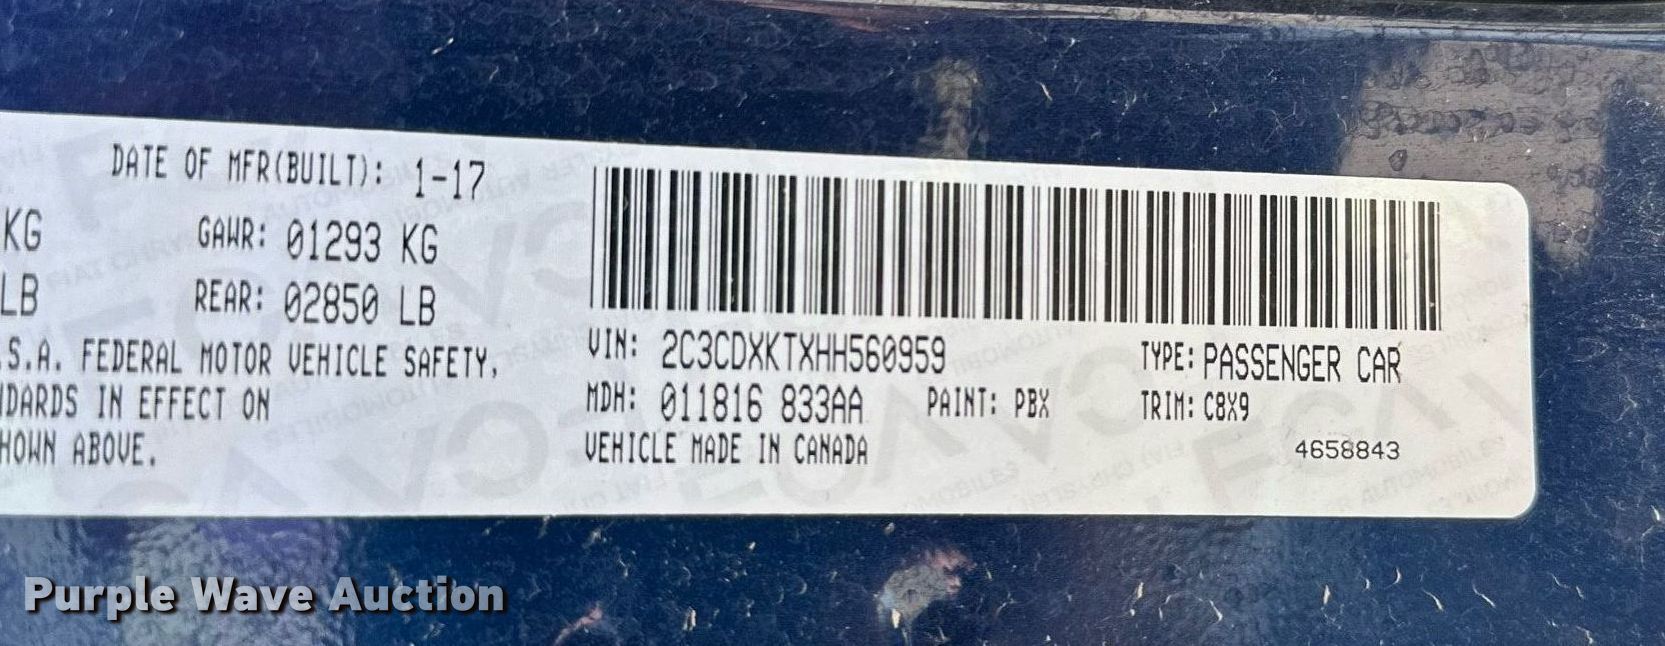 DATE OF MFR(BUILT): 1-17
KG GAWR: 01293 KG
LB REAR: 02850 LB
.S.A. FEDERAL MOTOR VEHICLE SAFETY,
NDARDS IN EFFECT ON
HOWN ABOVE.
VIN: 2C3CDXKTXHH560959 TYPE: PASSENGER CAR
MDH: 011816 833AA PAINT: PBX TRIM: C8X9
VEHICLE MADE IN CANADA 4658843
Purple Wave Auction